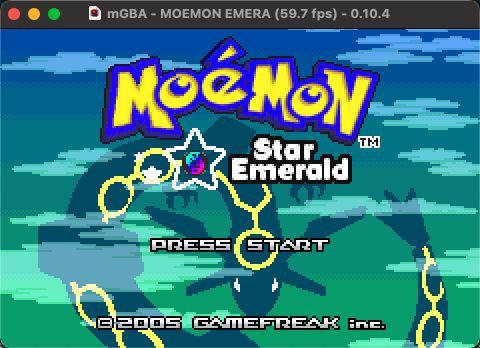 mGBA - MOEMON EMERA (59.7 fps) - 0.10.4
MOéMON
TM
Star
Emerald
PRESS START
©2005 GAMEFREAK inc.